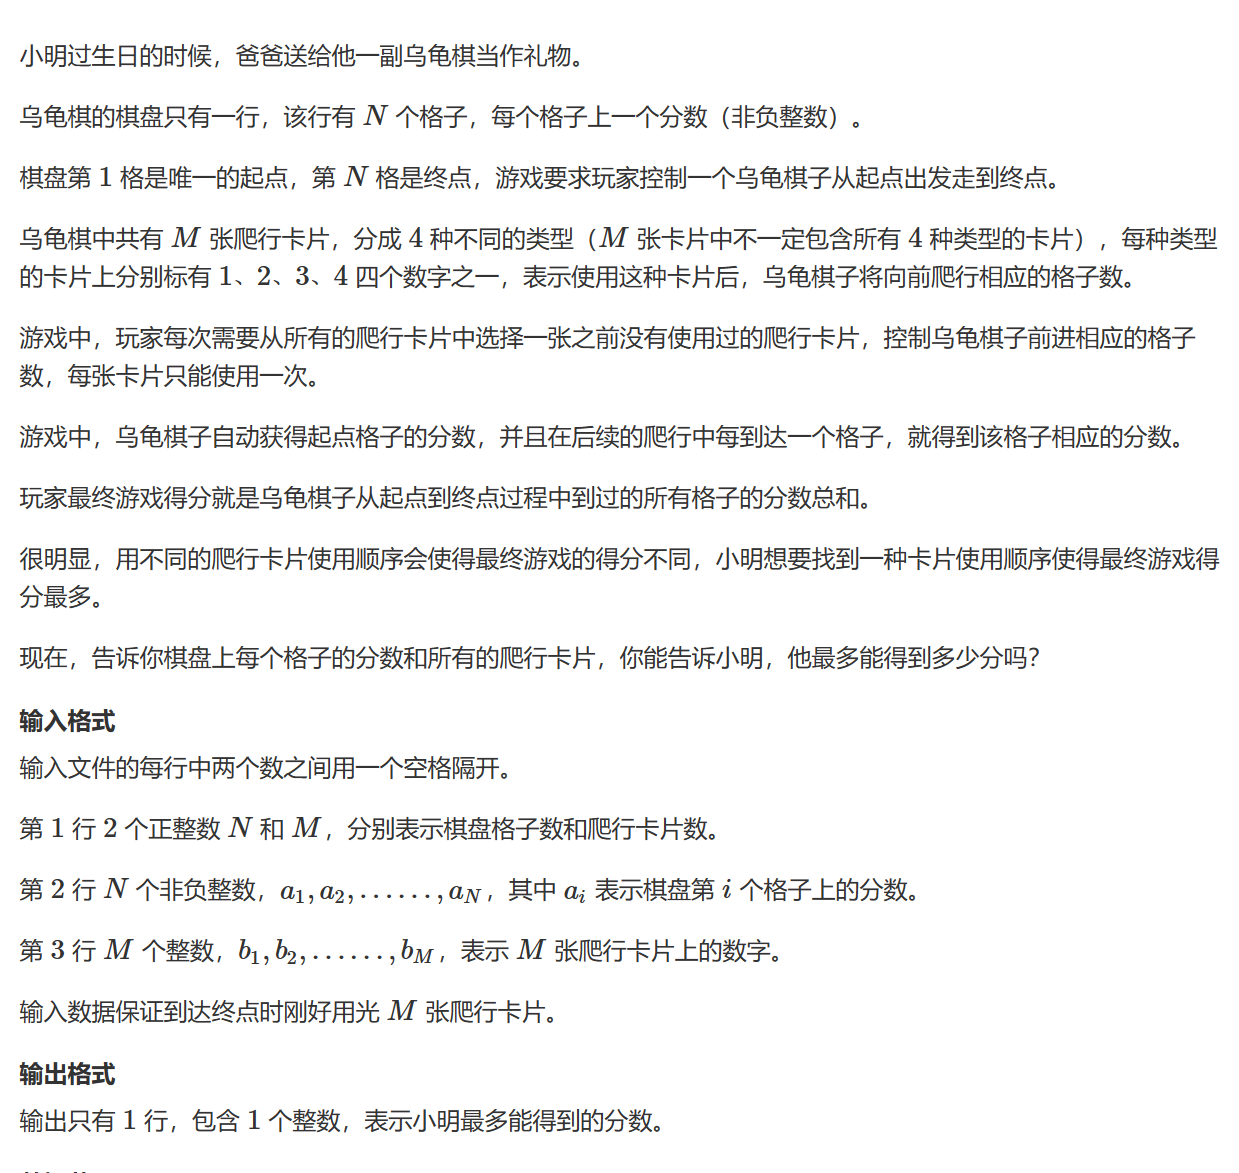 小明过生日的时候，爸爸送给他一副乌龟棋当作礼物。
乌龟棋的棋盘只有一行，该行有 N 个格子，每个格子上一个分数（非负整数）。
棋盘第 1 格是唯一的起点，第 N 格是终点，游戏要求玩家控制一个乌龟棋子从起点出发走到终点。
乌龟棋中共有 M 张爬行卡片，分成 4 种不同的类型（M 张卡片中不一定包含所有 4 种类型的卡片），每种类型
的卡片上分别标有 1、2、3、4 四个数字之一，表示使用这种卡片后，乌龟棋子将向前爬行相应的格子数。
游戏中，玩家每次需要从所有的爬行卡片中选择一张之前没有使用过的爬行卡片，控制乌龟棋子前进相应的格子
数，每张卡片只能使用一次。
游戏中，乌龟棋子自动获得起点格子的分数，并且在后续的爬行中每到达一个格子，就得到该格子相应的分数。
玩家最终游戏得分就是乌龟棋子从起点到终点过程中到过的所有格子的分数总和。
很明显，用不同的爬行卡片使用顺序会使得最终游戏的得分不同，小明想要找到一种卡片使用顺序使得最终游戏得
分最多。
现在，告诉你棋盘上每个格子的分数和所有的爬行卡片，你能告诉小明，他最多能得到多少分吗？
输入格式
输入文件的每行中两个数之间用一个空格隔开。
第 1 行 2 个正整数 N 和 M，分别表示棋盘格子数和爬行卡片数。
第 2 行 N 个非负整数，a₁, a₂, . . . . . . , a_N，其中 a_i 表示棋盘第 i 个格子上的分数。
第 3 行 M 个整数，b₁, b₂, . . . . . . , b_M，表示 M 张爬行卡片上的数字。
输入数据保证到达终点时刚好用光 M 张爬行卡片。
输出格式
输出只有 1 行，包含 1 个整数，表示小明最多能得到的分数。